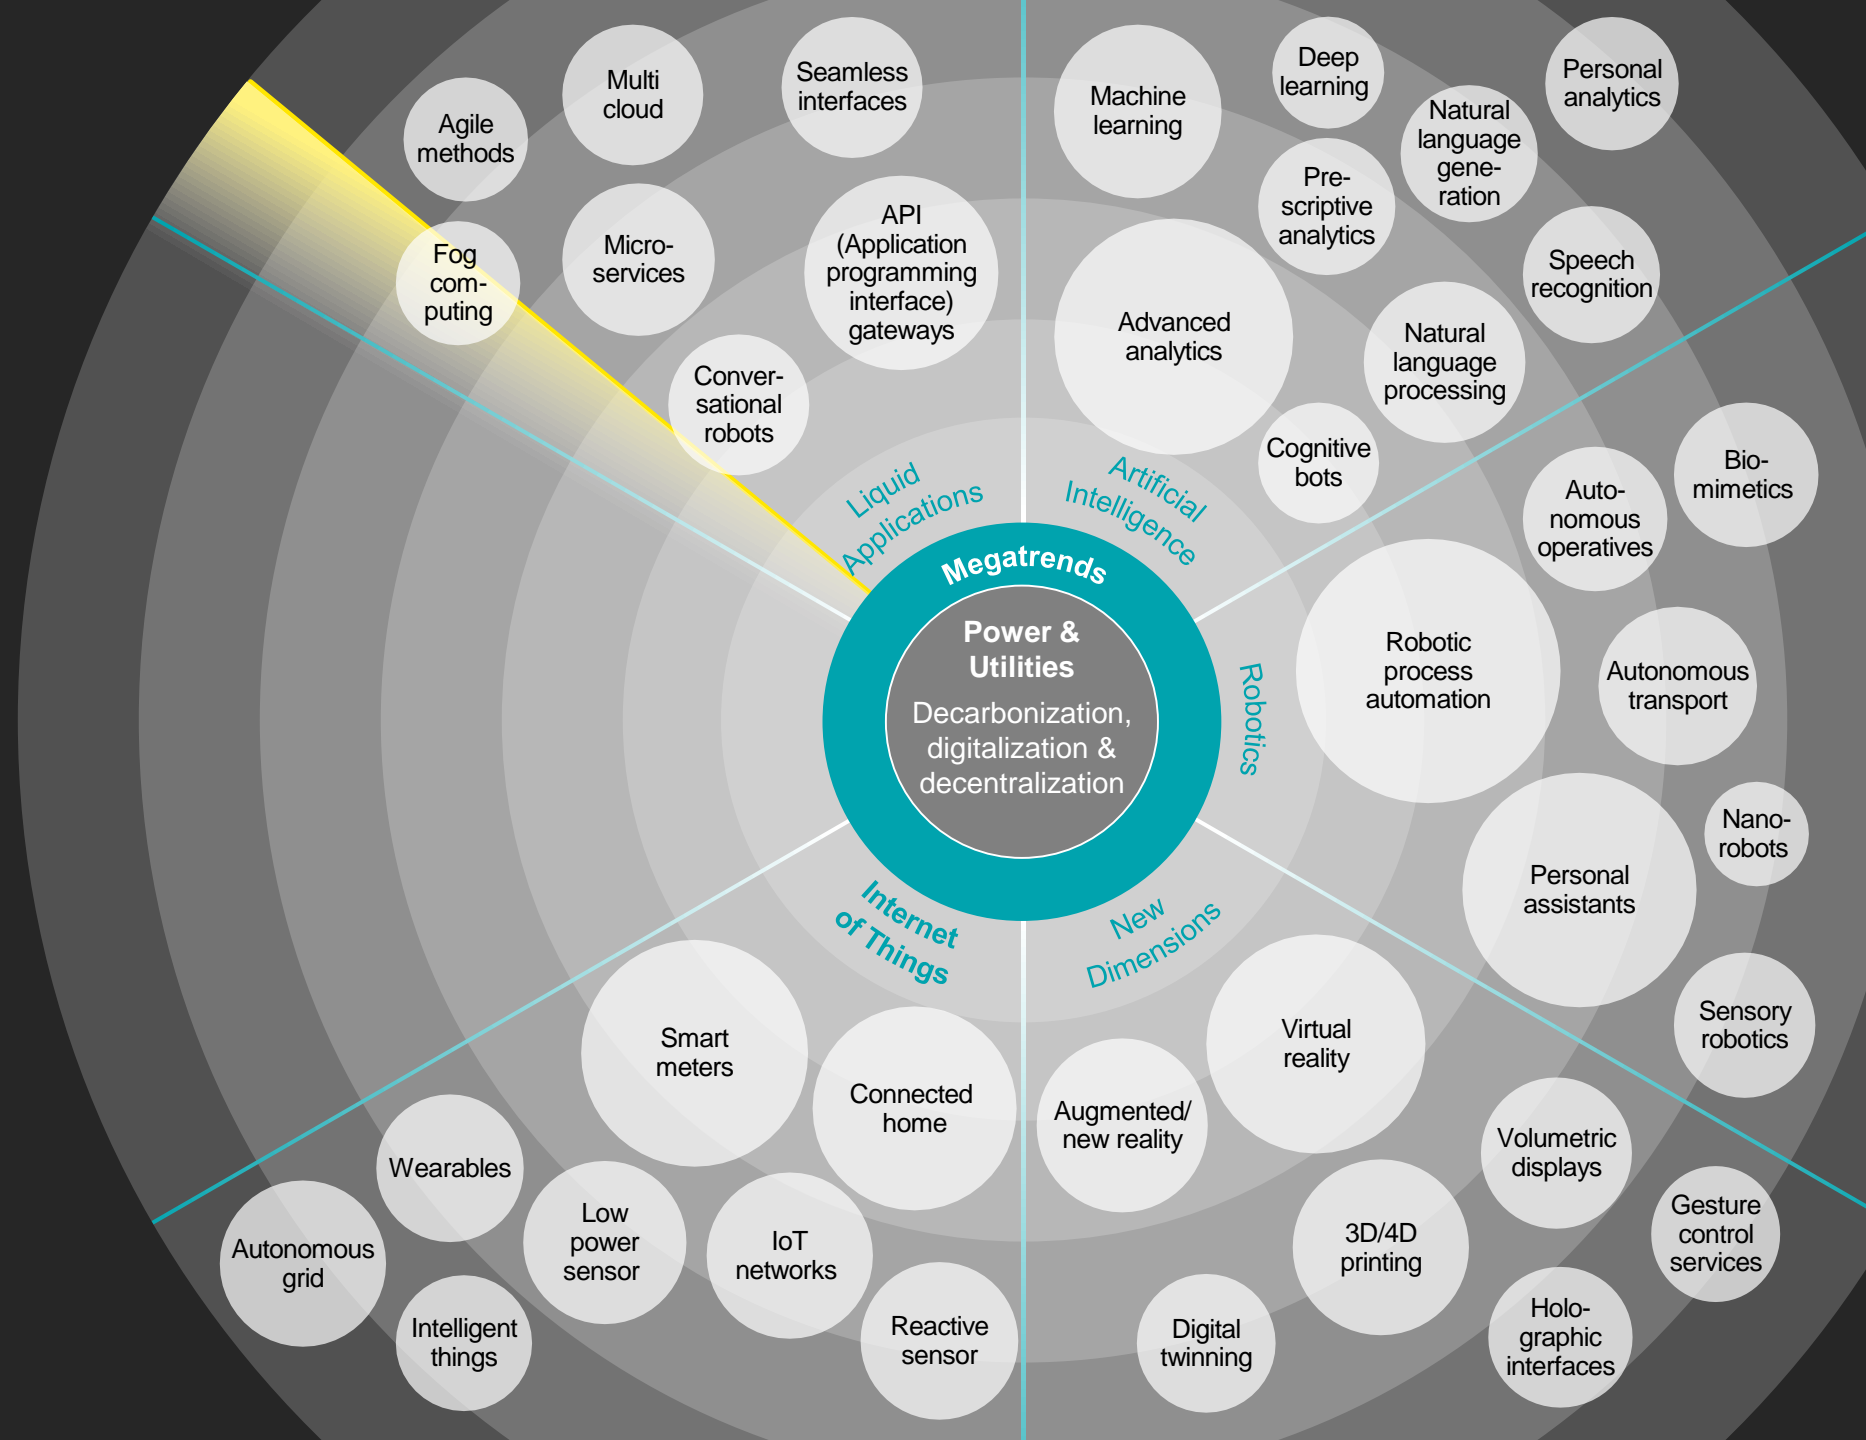 Multi
cloud
Seamless
interfaces
Agile
methods
Fog
com-
puting
Micro-
services
API
(Application
programming
interface)
gateways
Conver-
sational
robots
Liquid
Applications
Machine
learning
Deep
learning
Personal
analytics
Natural
language
gene-
ration
Pre-
scriptive
analytics
Speech
recognition
Advanced
analytics
Natural
language
processing
Cognitive
bots
Artificial
Intelligence
Bio-
mimetics
Auto-
nomous
operatives
Robotic
process
automation
Autonomous
transport
Nano-
robots
Personal
assistants
Sensory
robotics
Robotics
Megatrends
Power &
Utilities
Decarbonization,
digitalization &
decentralization
Internet
of Things
Smart
meters
Connected
home
Wearables
Autonomous
grid
Low
power
sensor
IoT
networks
Intelligent
things
Reactive
sensor
New
Dimensions
Virtual
reality
Augmented/
new reality
Volumetric
displays
3D/4D
printing
Gesture
control
services
Digital
twinning
Holo-
graphic
interfaces